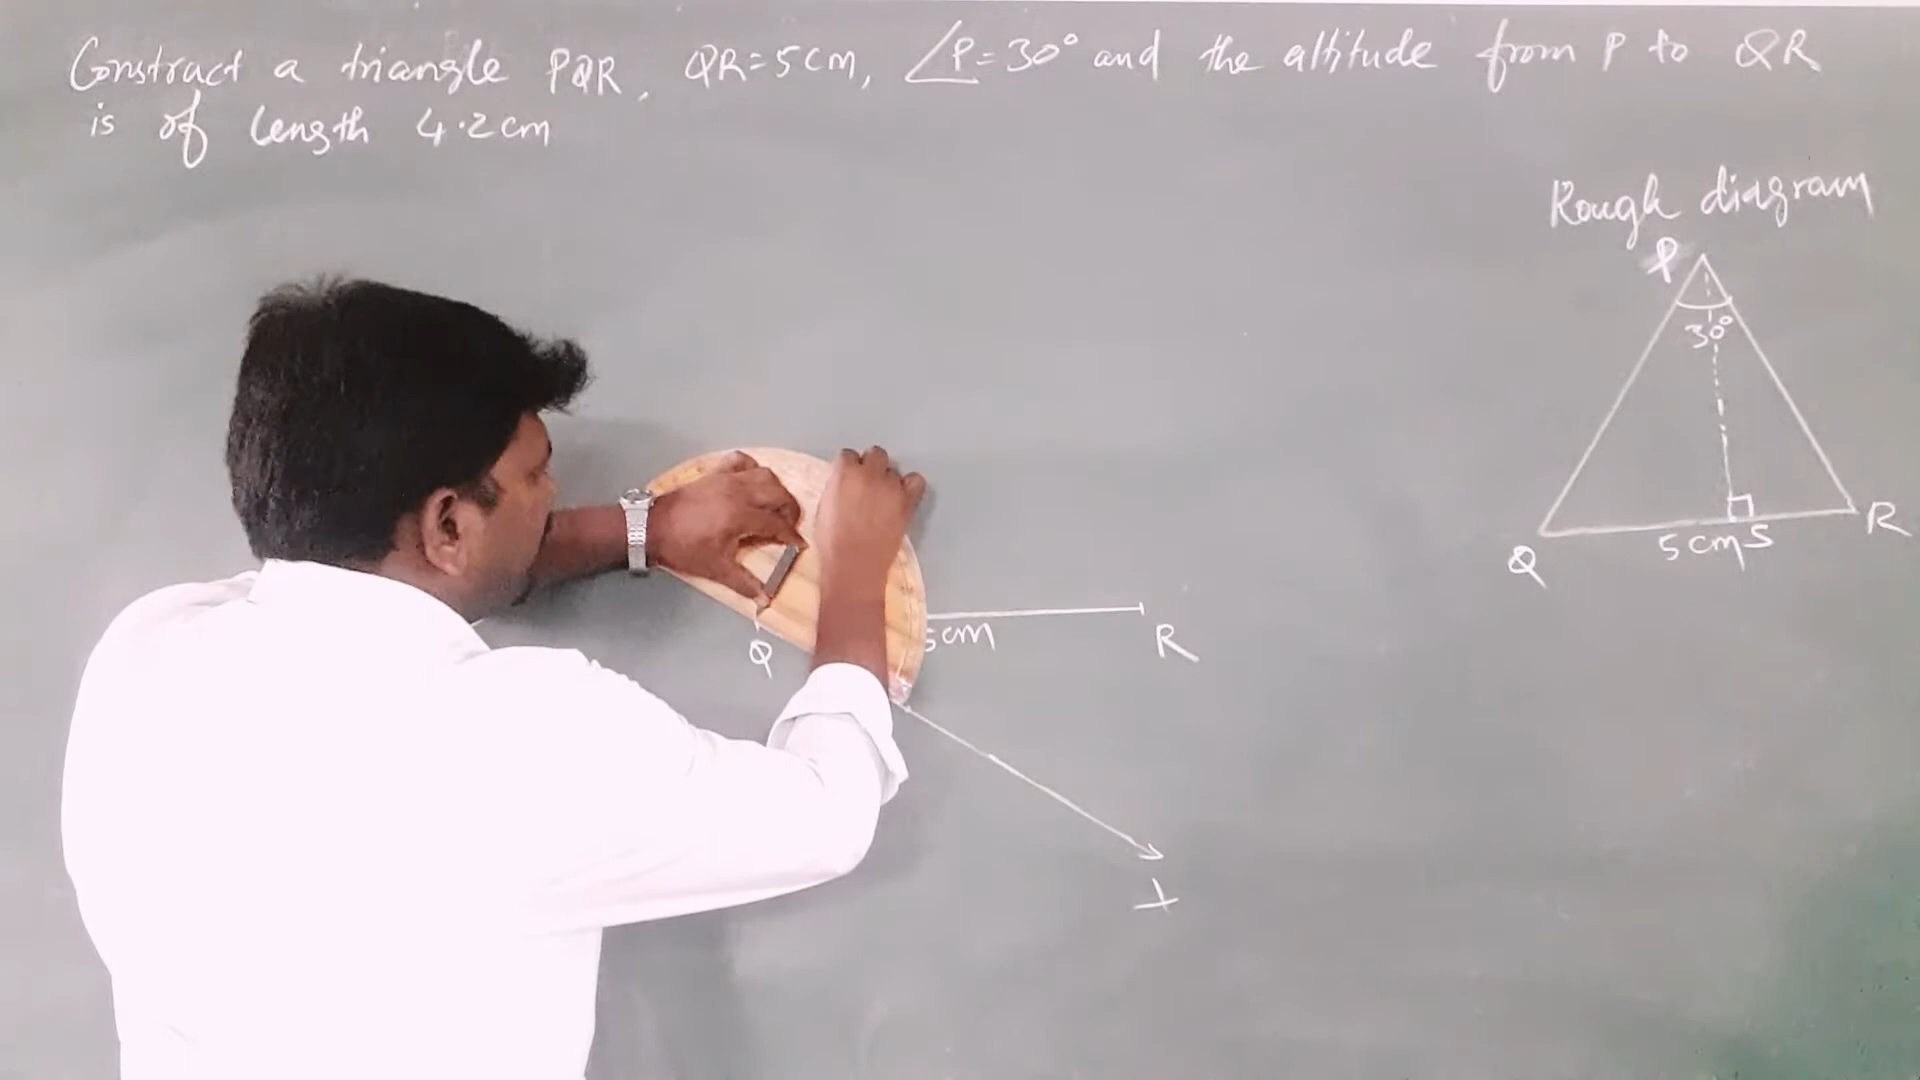 Construct a triangle PQR, QR=5cm, ∠P=30° and the altitude from P to QR
is of length 4.2cm
Rough diagram
P
30°
Q
5cm
S
R
Q
5cm
R